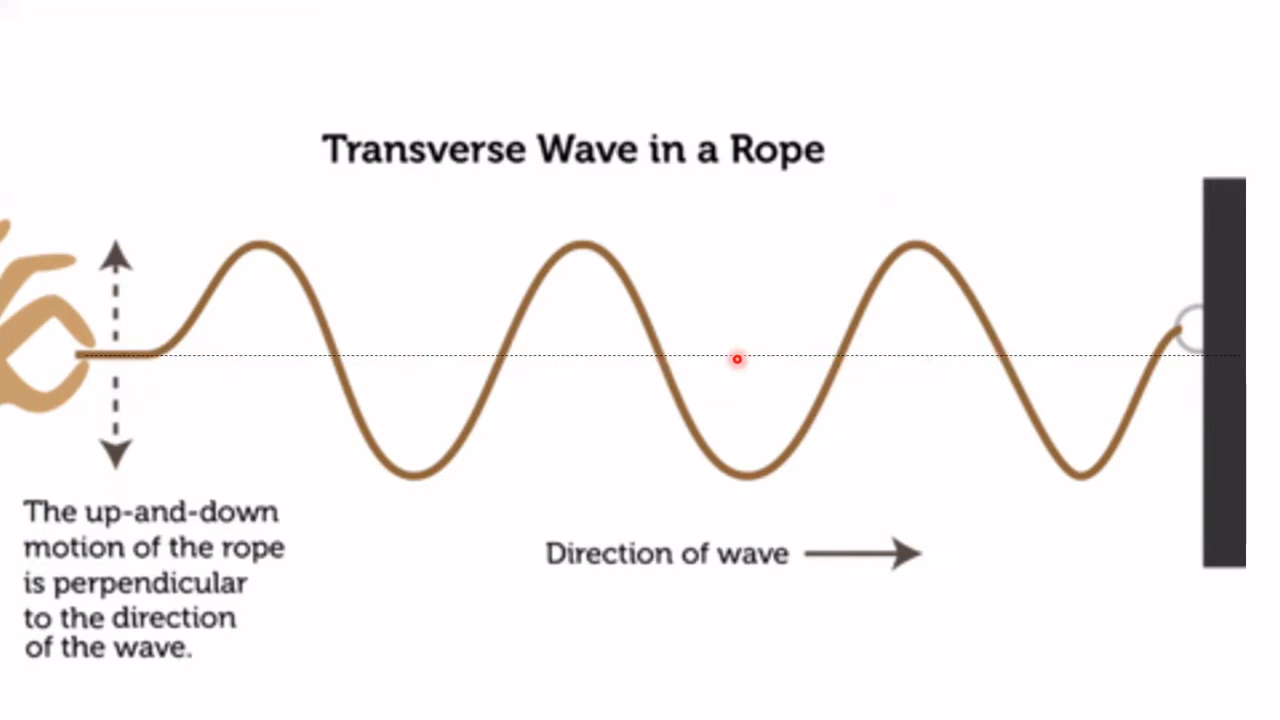 Transverse Wave in a Rope
The up-and-down
motion of the rope
is perpendicular
to the direction
of the wave.
Direction of wave